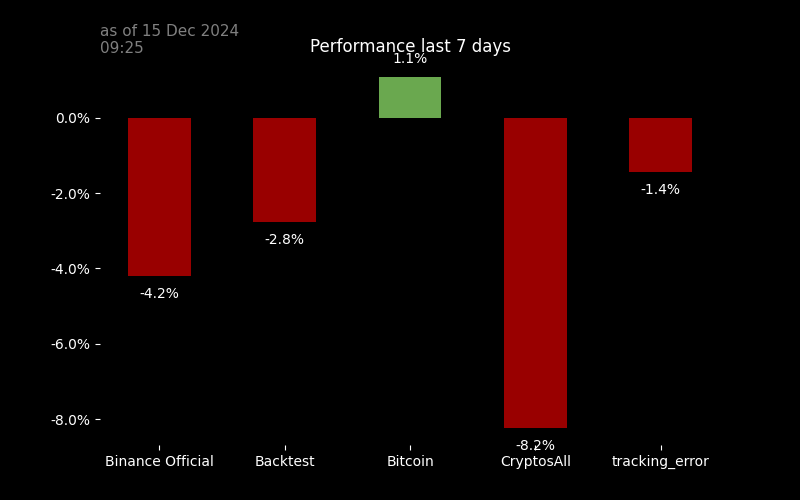 as of 15 Dec 2024
09:25
Performance last 7 days
1.1%
0.0%
-2.0%
-4.0%
-6.0%
-8.0%
-4.2%
-2.8%
-8.2%
-1.4%
Binance Official
Backtest
Bitcoin
CryptosAll
tracking_error